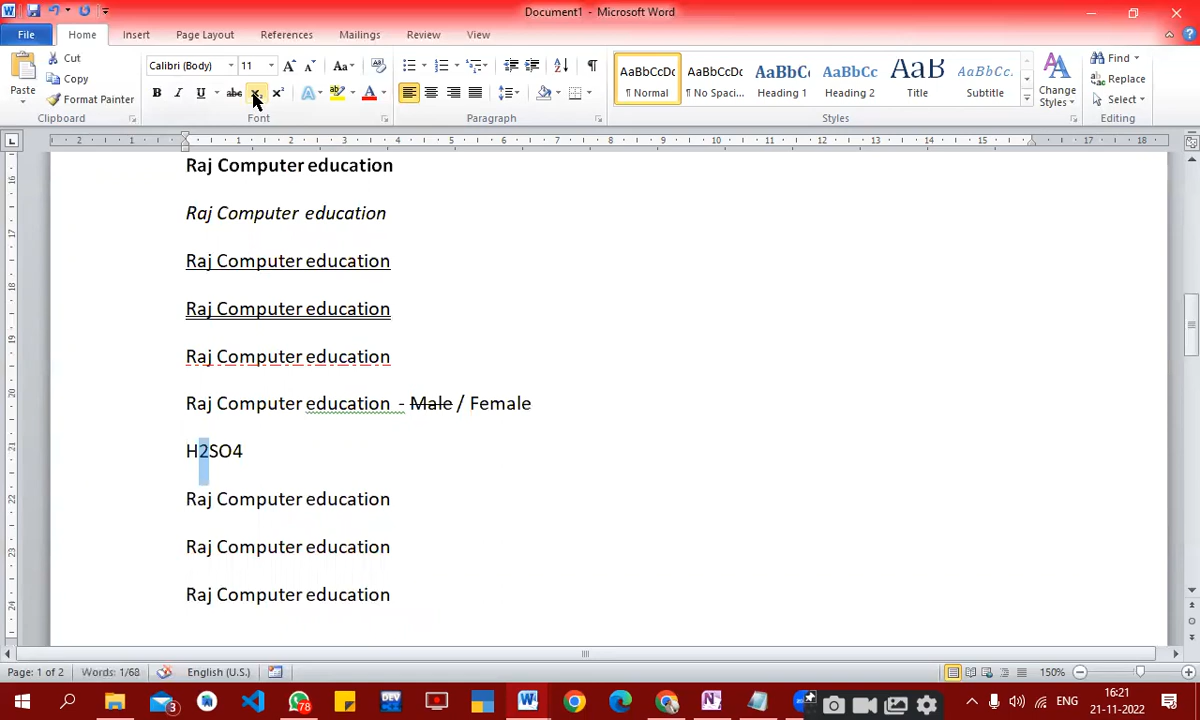 Document1 - Microsoft Word
File Home Insert Page Layout References Mailings Review View
Paste
Cut
Copy
Format Painter
Clipboard
Calibri (Body) 11
Font
Paragraph
AaBbCcDc AaBbCcDc AaBbC AaBbCc AaB AaBbCc.
¶ Normal ¶ No Spaci... Heading 1 Heading 2 Title Subtitle
Styles
Change
Styles
Find
Replace
Select
Editing
Raj Computer education
Raj Computer education
Raj Computer education
Raj Computer education
Raj Computer education
Raj Computer education - Male / Female
H2SO4
Raj Computer education
Raj Computer education
Raj Computer education
Page: 1 of 2 Words: 1/68 English (U.S.) 150%
3 78 DEV ENG 16:21
21-11-2022